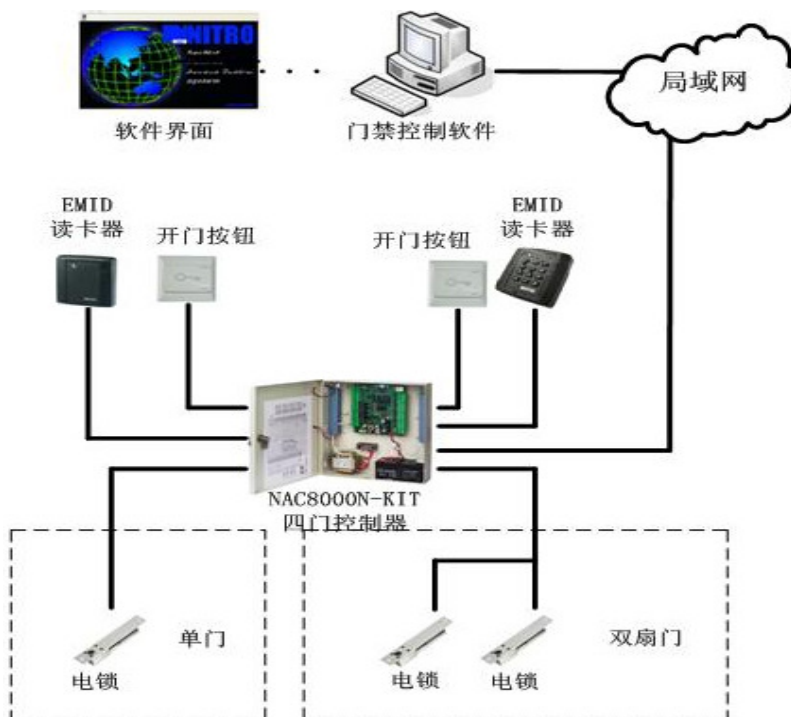 NITRO
局域网
软件界面
门禁控制软件
EMID
读卡器
开门按钮
开门按钮
EMID
读卡器
NAC8000N-KIT
四门控制器
单门
双扇门
电锁
电锁
电锁